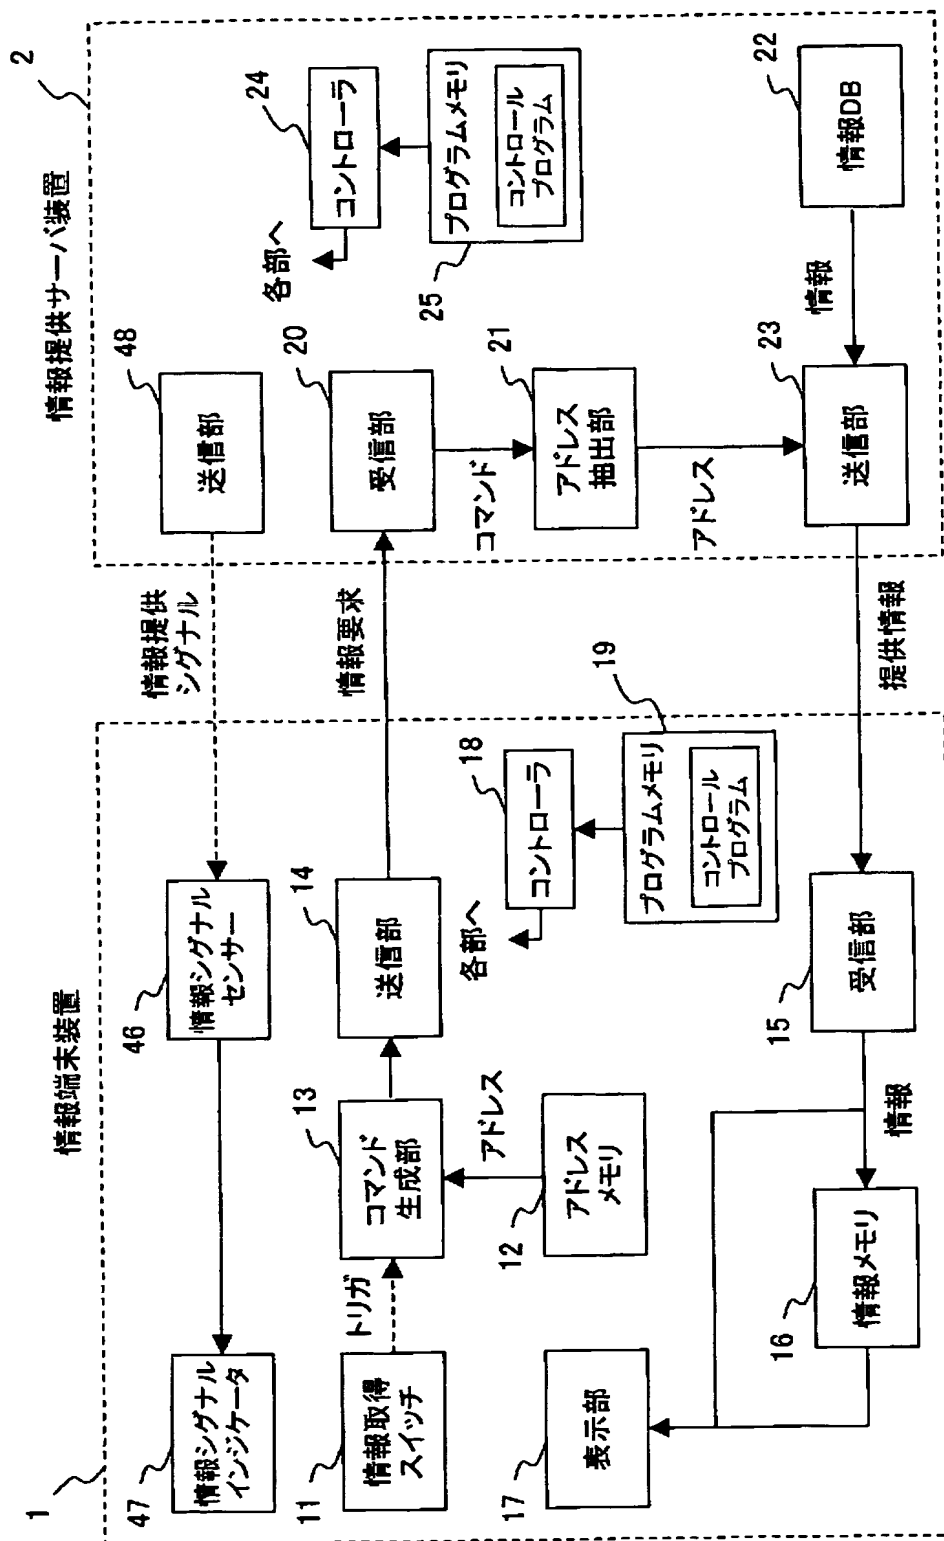 情報端末装置
1
情報提供サーバ装置
2
47
情報シグナル
インジケータ
46
情報シグナル
センサー
情報提供
シグナル
48
送信部
11
情報取得
スイッチ
トリガ
13
コマンド
生成部
14
送信部
情報要求
20
受信部
各部へ
24
コントローラ
アドレス
12
アドレス
メモリ
各部へ
18
コントローラ
コマンド
21
アドレス
抽出部
25
プログラムメモリ
コントロール
プログラム
19
プログラムメモリ
コントロール
プログラム
アドレス
17
表示部
16
情報メモリ
情報
15
受信部
提供情報
23
送信部
情報
22
情報DB